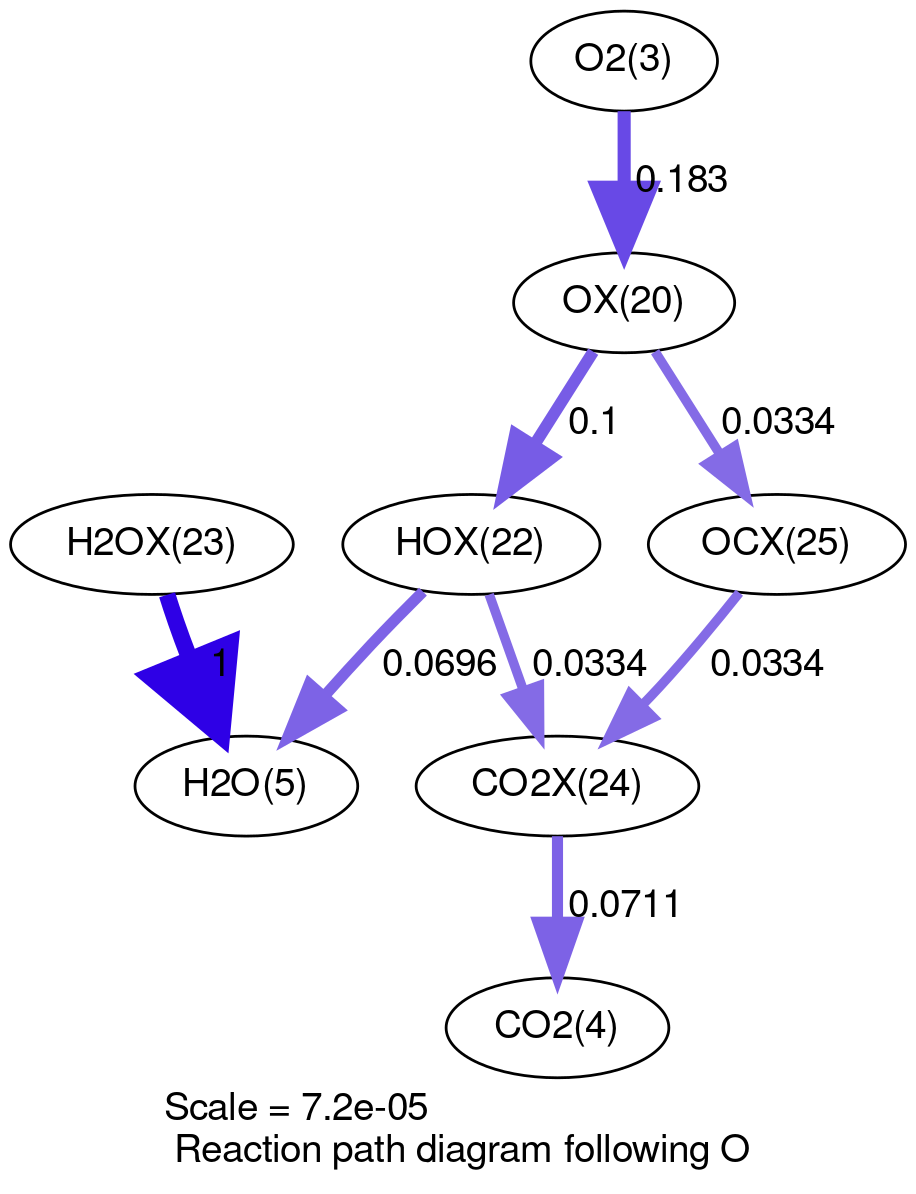 O2(3)
0.183
OX(20)
0.1
0.0334
H2OX(23)
HOX(22)
OCX(25)
1
0.0696
0.0334
0.0334
H2O(5)
CO2X(24)
0.0711
CO2(4)
Scale = 7.2e-05
Reaction path diagram following O